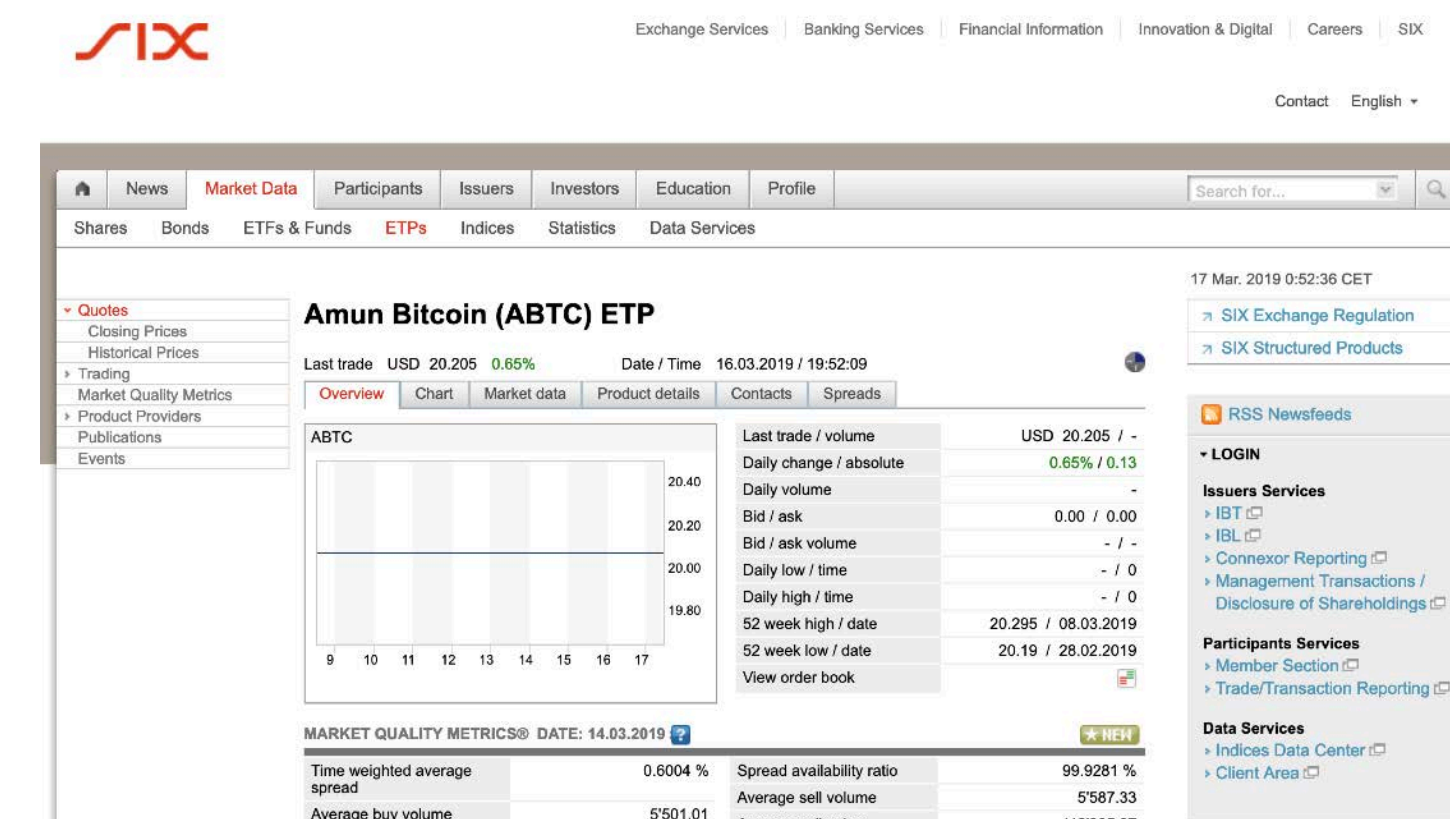 SIX
Exchange Services Banking Services Financial Information Innovation & Digital Careers SIX
Contact English
News Market Data Participants Issuers Investors Education Profile
Search for...
Shares Bonds ETFs & Funds ETPs Indices Statistics Data Services
17 Mar. 2019 0:52:36 CET
SIX Exchange Regulation
SIX Structured Products
RSS Newsfeeds
LOGIN
Issuers Services
IBT
IBL
Connexor Reporting
Management Transactions /
Disclosure of Shareholdings
Participants Services
Member Section
Trade/Transaction Reporting
Data Services
Indices Data Center
Client Area
Quotes
Closing Prices
Historical Prices
Trading
Market Quality Metrics
Product Providers
Publications
Events
Amun Bitcoin (ABTC) ETP
Last trade USD 20.205 0.65% Date / Time 16.03.2019 / 19:52:09
Overview Chart Market data Product details Contacts Spreads
ABTC
20.40
20.20
20.00
19.80
9 10 11 12 13 14 15 16 17
Last trade / volume USD 20.205 / -
Daily change / absolute 0.65% / 0.13
Daily volume -
Bid / ask 0.00 / 0.00
Bid / ask volume - / -
Daily low / time - / 0
Daily high / time - / 0
52 week high / date 20.295 / 08.03.2019
52 week low / date 20.19 / 28.02.2019
View order book
MARKET QUALITY METRICS® DATE: 14.03.2019 ?
NEW
Time weighted average
spread 0.6004 %
Spread availability ratio 99.9281 %
Average sell volume 5'587.33
Average buy volume 5'501.01